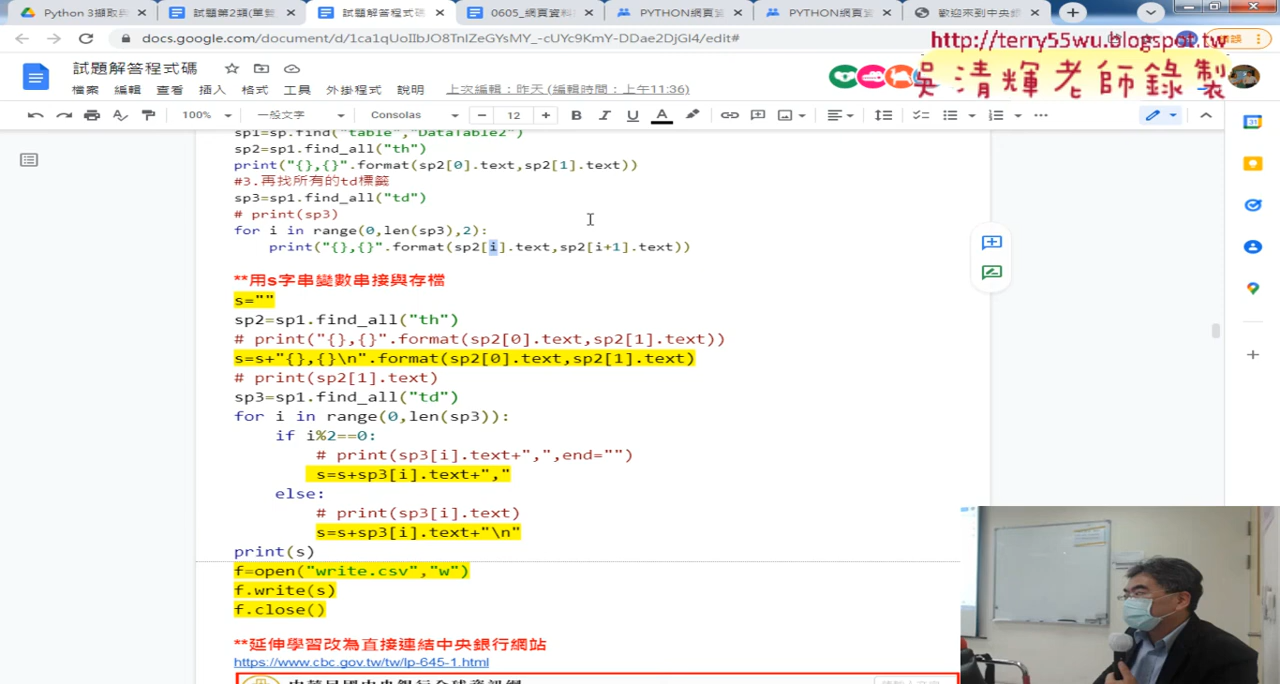 Python 3擷取與
試題第2類(單雙
試題解答程式碼
0605_網頁資料
PYTHON網頁資
PYTHON網頁資
歡迎來到中央銀
docs.google.com/document/d/1ca1qUoIIbJO8TnIZeGYsMY_-cUYc9KmY-DDae2DjGl4/edit#
http://terry55wu.blogspot.tw
吳清輝老師錄製
試題解答程式碼
檔案 編輯 查看 插入 格式 工具 外掛程式 說明 上次編輯：昨天 (編輯時間：上午11:36)
100% 一般文字 Consolas 12
sp1=sp.find("table","DataTable2")
sp2=sp1.find_all("th")
print("{},{}".format(sp2[0].text,sp2[1].text))
#3.再找所有的td標籤
sp3=sp1.find_all("td")
# print(sp3)
for i in range(0,len(sp3),2):
    print("{},{}".format(sp2[i].text,sp2[i+1].text))
**用s字串變數串接與存檔
s=""
sp2=sp1.find_all("th")
# print("{},{}".format(sp2[0].text,sp2[1].text))
s=s+"{},{}\n".format(sp2[0].text,sp2[1].text)
# print(sp2[1].text)
sp3=sp1.find_all("td")
for i in range(0,len(sp3)):
    if i%2==0:
        # print(sp3[i].text+",",end="")
        s=s+sp3[i].text+","
    else:
        # print(sp3[i].text)
        s=s+sp3[i].text+"\n"
print(s)
f=open("write.csv","w")
f.write(s)
f.close()
**延伸學習改為直接連結中央銀行網站
https://www.cbc.gov.tw/tw/lp-645-1.html